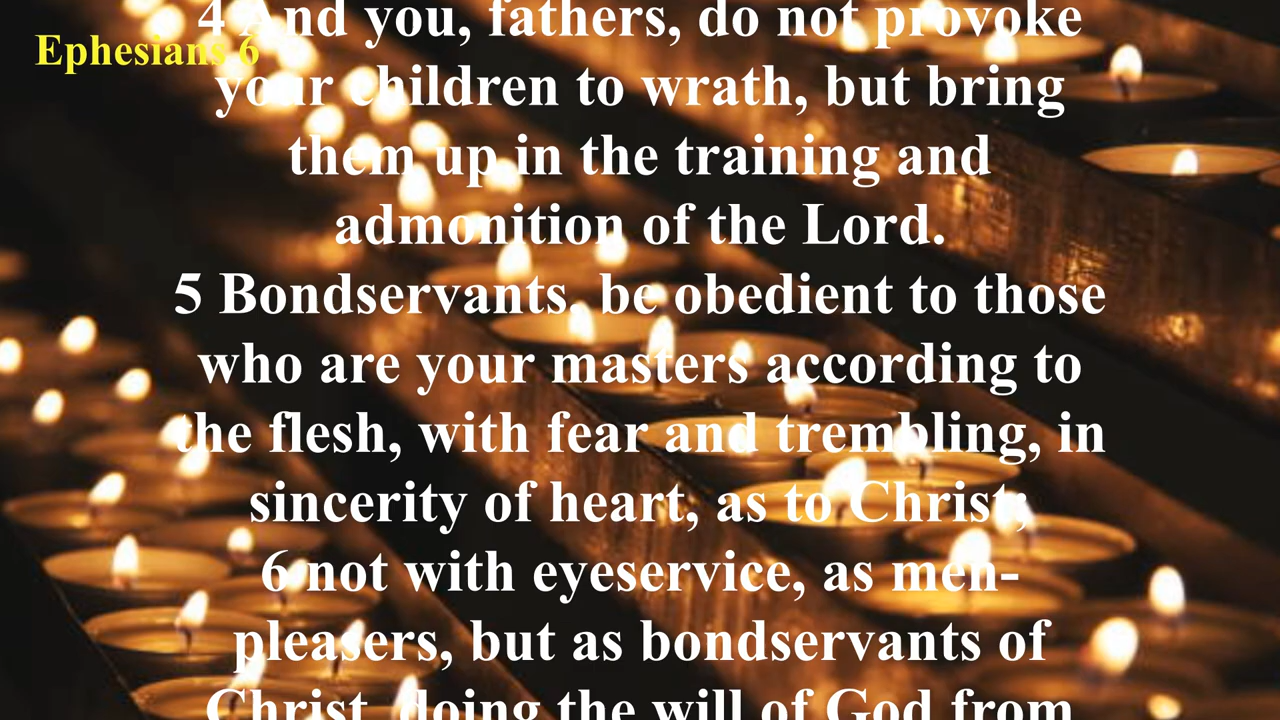 Ephesians 6
4 And you, fathers, do not provoke
your children to wrath, but bring
them up in the training and
admonition of the Lord.
5 Bondservants, be obedient to those
who are your masters according to
the flesh, with fear and trembling, in
sincerity of heart, as to Christ;
6 not with eyeservice, as men-
pleasers, but as bondservants of
Christ, doing the will of God from